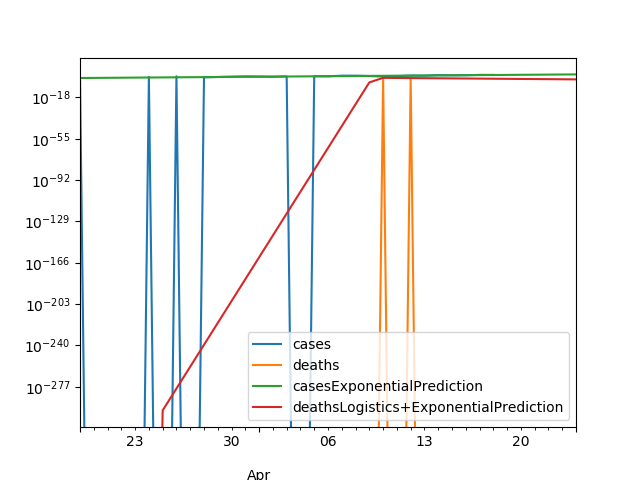 10⁻¹⁸
10⁻⁵⁵
10⁻⁹²
10⁻¹²⁹
10⁻¹⁶⁶
10⁻²⁰³
10⁻²⁴⁰
10⁻²⁷⁷
cases
deaths
casesExponentialPrediction
deathsLogistics+ExponentialPrediction
23 30 06 13 20
Apr